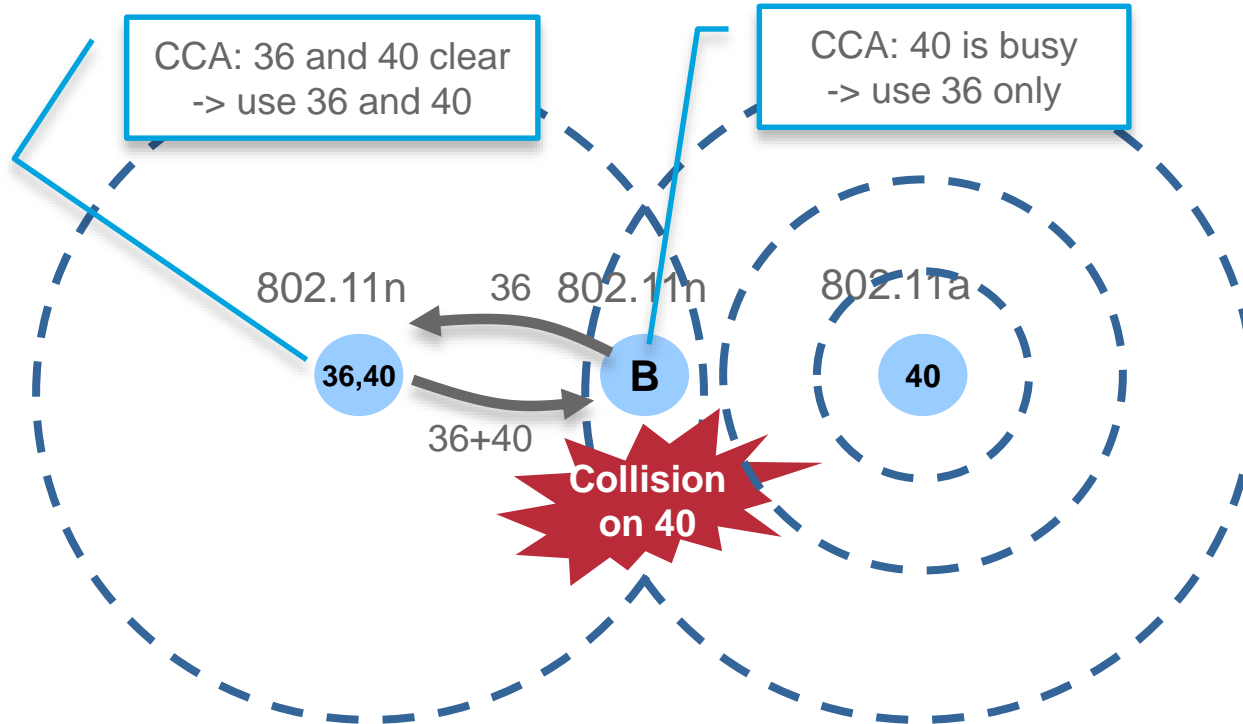 CCA: 36 and 40 clear
-> use 36 and 40
CCA: 40 is busy
-> use 36 only
802.11n
36
802.11n
802.11a
36,40
B
40
36+40
Collision
on 40